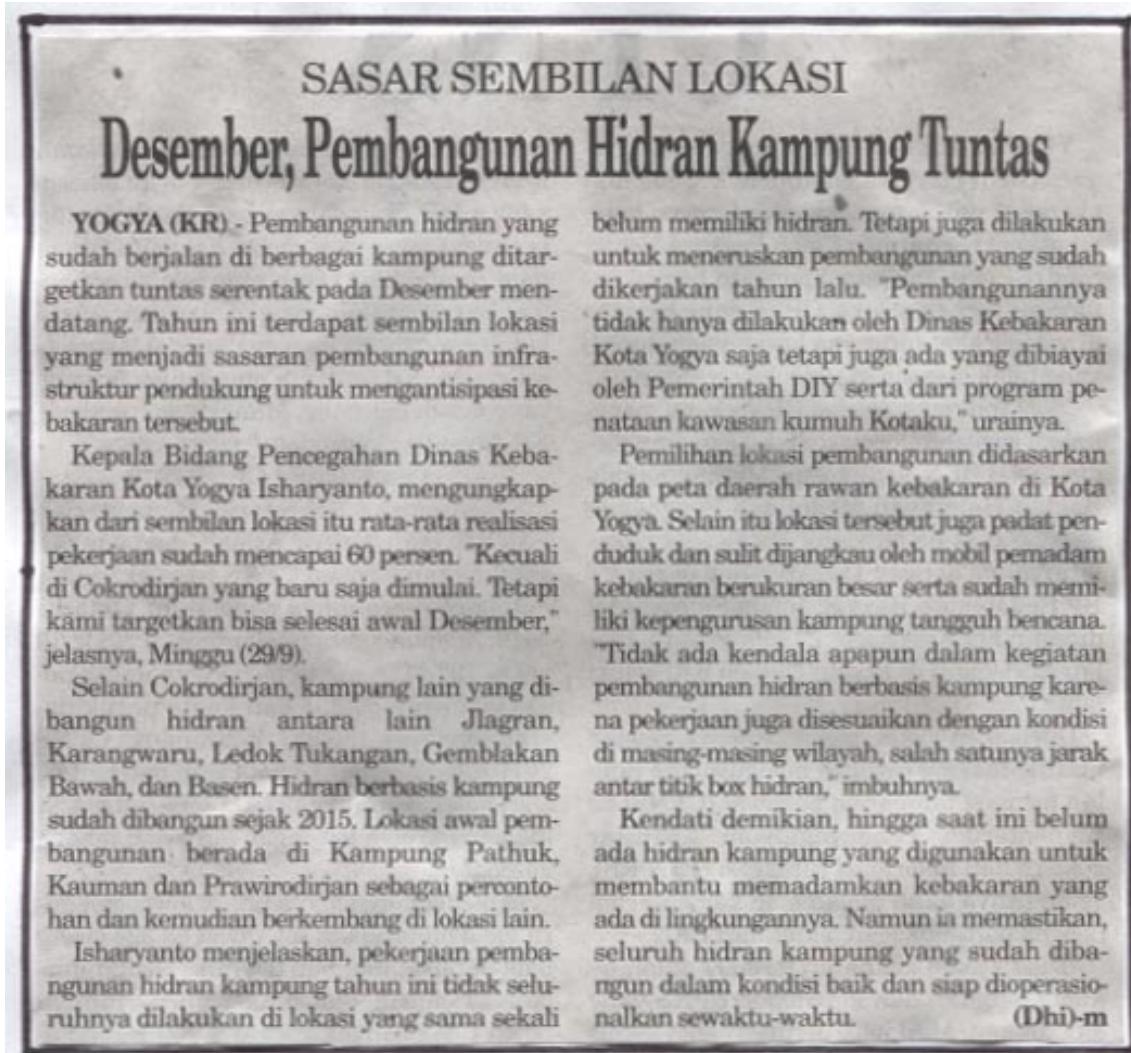 SASAR SEMBILAN LOKASI
Desember, Pembangunan Hidran Kampung Tuntas
YOGYA (KR) - Pembangunan hidran yang
sudah berjalan di berbagai kampung ditar-
getkan tuntas serentak pada Desember men-
datang. Tahun ini terdapat sembilan lokasi
yang menjadi sasaran pembangunan infra-
struktur pendukung untuk mengantisipasi ke-
bakaran tersebut.
Kepala Bidang Pencegahan Dinas Keba-
karan Kota Yogya Isharyanto, mengungkap-
kan dari sembilan lokasi itu rata-rata realisasi
pekerjaan sudah mencapai 60 persen. "Kecuali
di Cokrodirjan yang baru saja dimulai. Tetapi
kami targetkan bisa selesai awal Desember,"
jelasnya, Minggu (29/9).
Selain Cokrodirjan, kampung lain yang di-
bangun hidran antara lain Jlagran,
Karangwaru, Ledok Tukangan, Gemblakan
Bawah, dan Basen. Hidran berbasis kampung
sudah dibangun sejak 2015. Lokasi awal pem-
bangunan berada di Kampung Pathuk,
Kauman dan Prawirodirjan sebagai perconto-
han dan kemudian berkembang di lokasi lain.
Isharyanto menjelaskan, pekerjaan pemba-
ngunan hidran kampung tahun ini tidak selu-
ruhnya dilakukan di lokasi yang sama sekali
belum memiliki hidran. Tetapi juga dilakukan
untuk meneruskan pembangunan yang sudah
dikerjakan tahun lalu. "Pembangunannya
tidak hanya dilakukan oleh Dinas Kebakaran
Kota Yogya saja tetapi juga ada yang dibiayai
oleh Pemerintah DIY serta dari program pe-
nataan kawasan kumuh Kotaku," urainya.
Pemilihan lokasi pembangunan didasarkan
pada peta daerah rawan kebakaran di Kota
Yogya. Selain itu lokasi tersebut juga padat pen-
duduk dan sulit dijangkau oleh mobil pemadam
kebakaran berukuran besar serta sudah memi-
liki kepengurusan kampung tangguh bencana.
"Tidak ada kendala apapun dalam kegiatan
pembangunan hidran berbasis kampung kare-
na pekerjaan juga disesuaikan dengan kondisi
di masing-masing wilayah, salah satunya jarak
antar titik box hidran," imbuhnya.
Kendati demikian, hingga saat ini belum
ada hidran kampung yang digunakan untuk
membantu memadamkan kebakaran yang
ada di lingkungannya. Namun ia memastikan,
seluruh hidran kampung yang sudah diba-
ngun dalam kondisi baik dan siap dioperasio-
nalkan sewaktu-waktu. (Dhi)-m